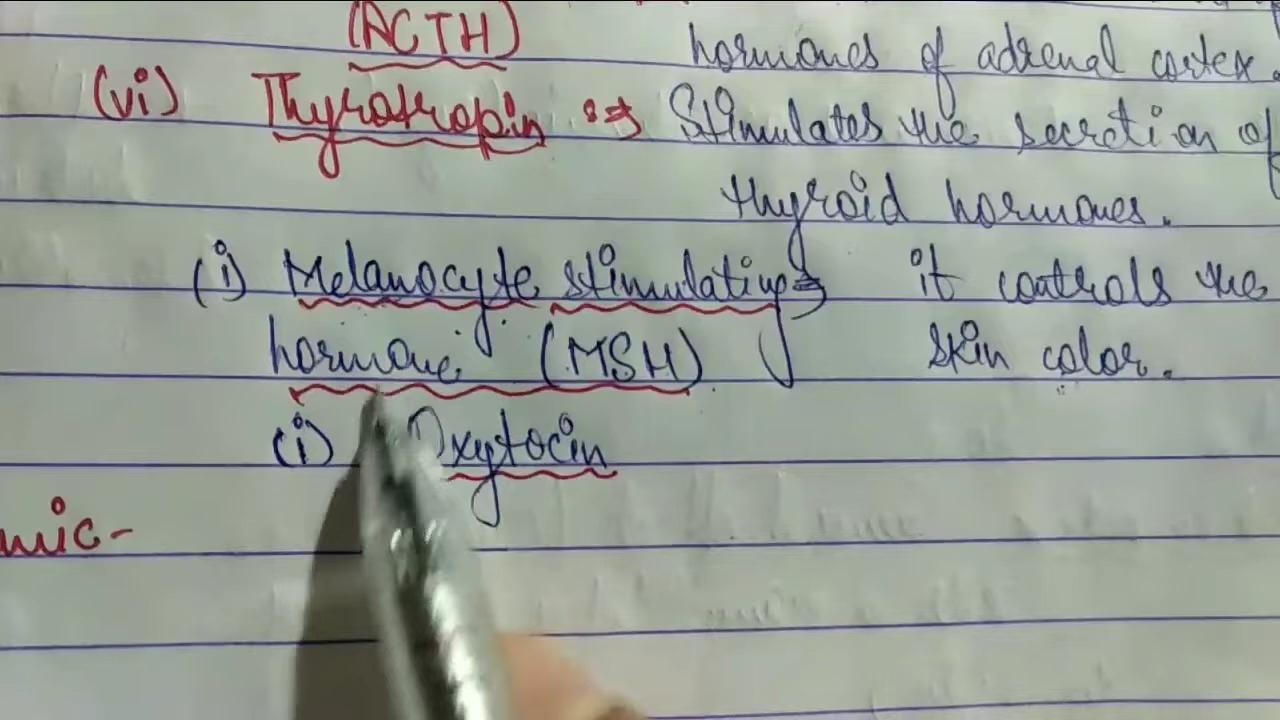 (ACTH) hormones of adrenal cortex.
(vi) Thyrotropin ⇒ Stimulates the secretion of
thyroid hormones.
(i) Melanocyte stimulating ⇒ it controls the
hormone (MSH) skin color.
(i) Oxytocin
mic-